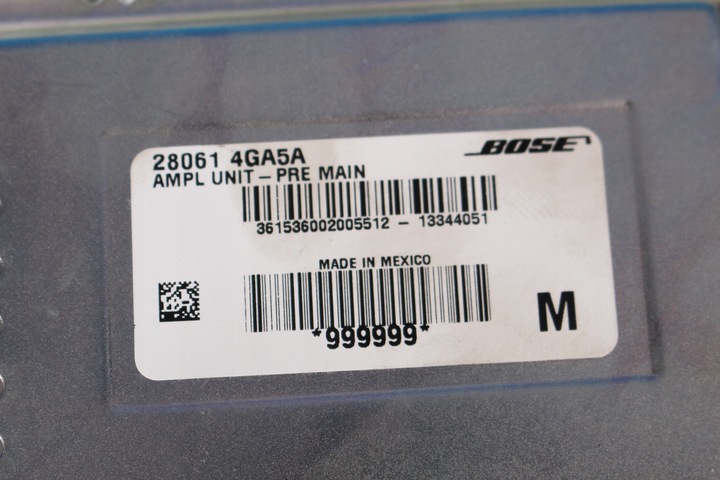 28061 4GA5A
BOSE
AMPL UNIT – PRE MAIN
361536002005512 – 13344051
MADE IN MEXICO
*999999*
M